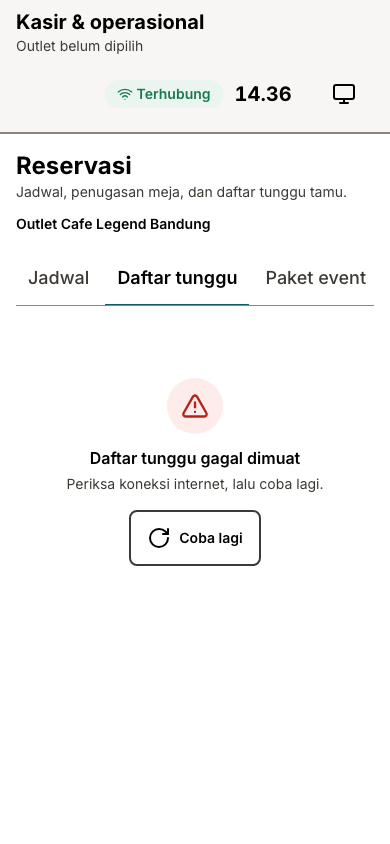 Kasir & operasional
Outlet belum dipilih
Terhubung
14.36
Reservasi
Jadwal, penugasan meja, dan daftar tunggu tamu.
Outlet Cafe Legend Bandung
Jadwal
Daftar tunggu
Paket event
Daftar tunggu gagal dimuat
Periksa koneksi internet, lalu coba lagi.
Coba lagi